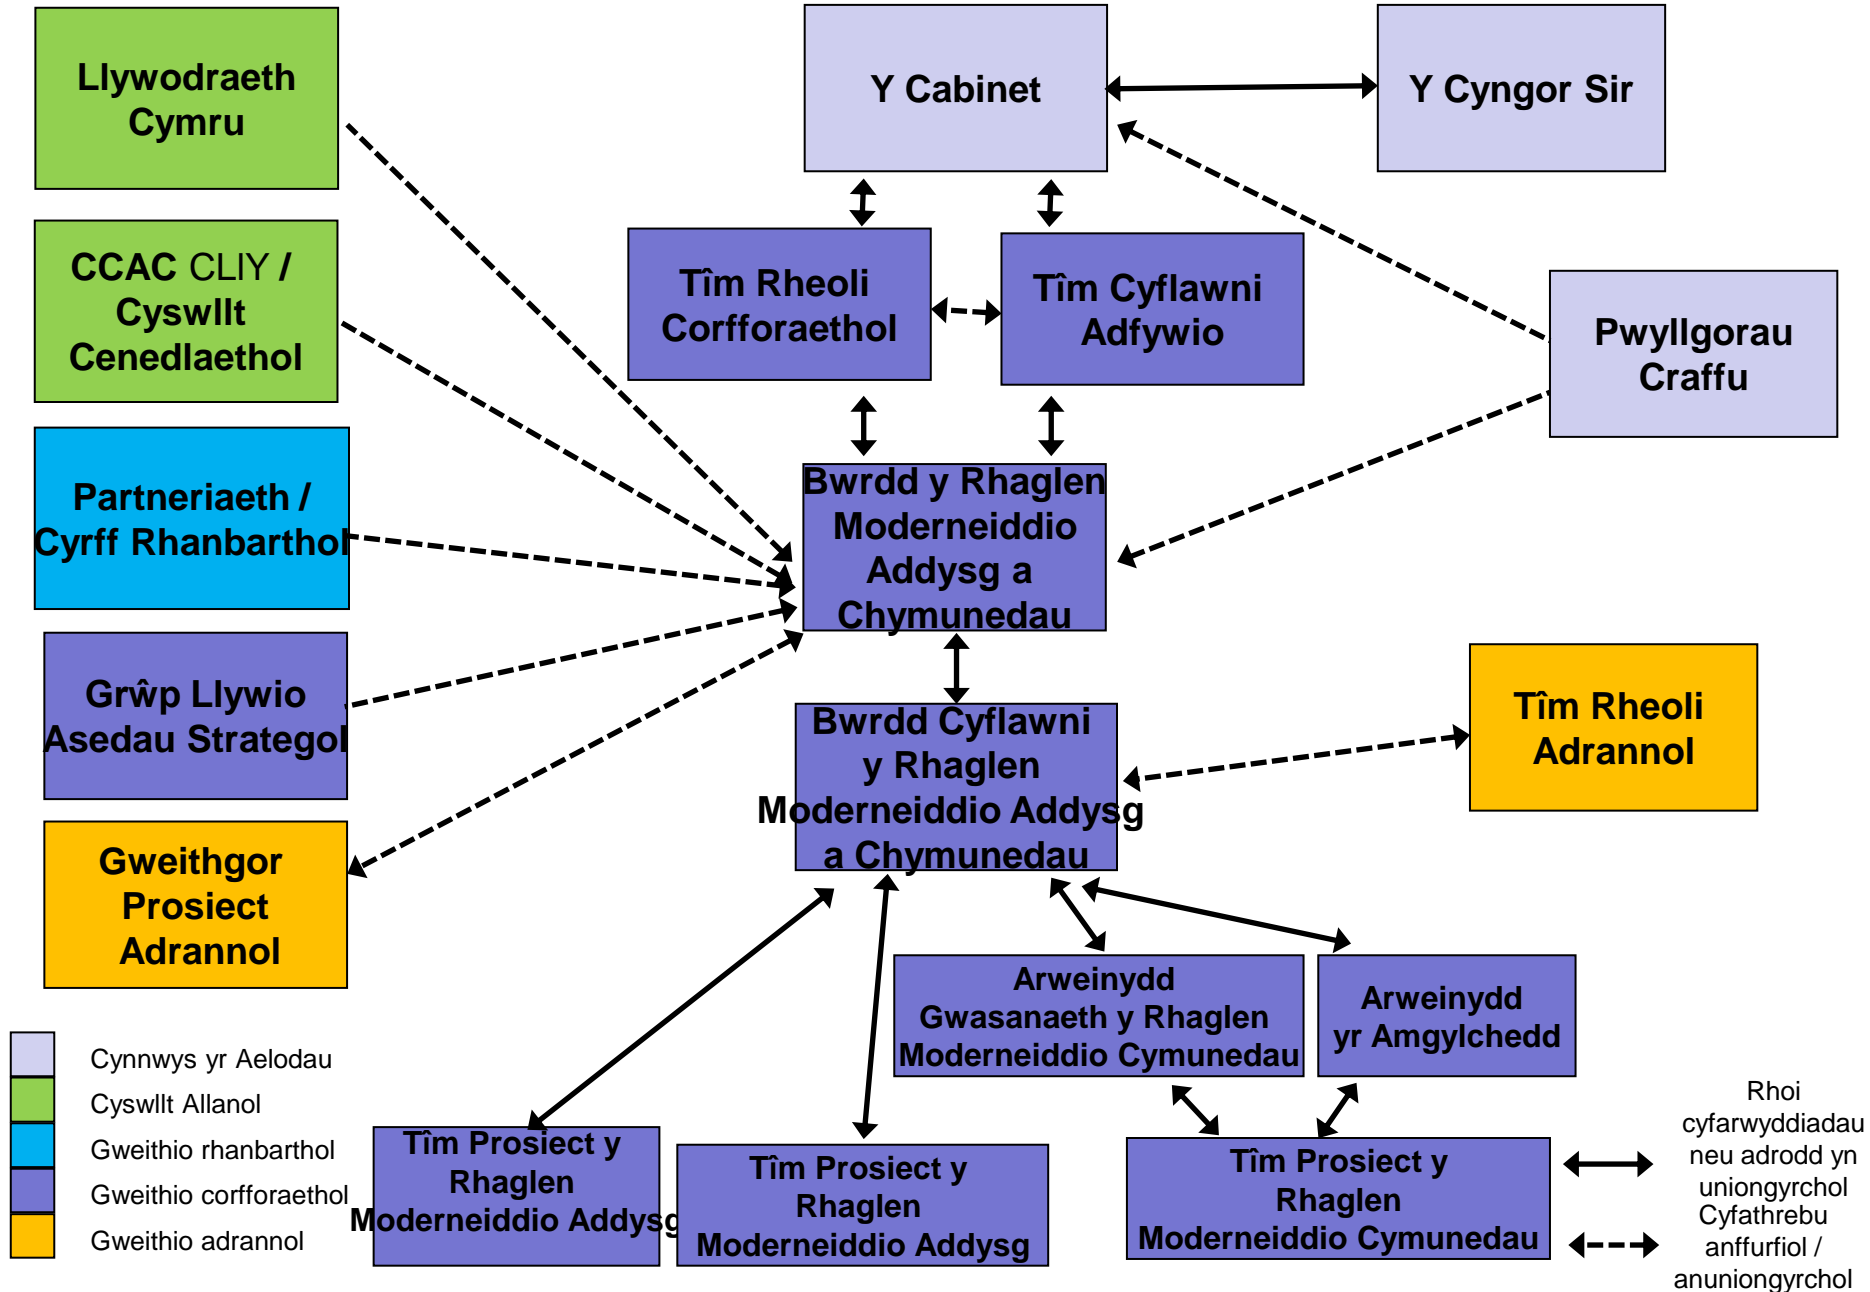 Llywodraeth
Cymru
Y Cabinet
Y Cyngor Sir
CCAC CLlY /
Cyswllt
Cenedlaethol
Tîm Rheoli
Corfforaethol
Tîm Cyflawni
Adfywio
Pwyllgorau
Craffu
Partneriaeth /
Cyrff Rhanbarthol
Bwrdd y Rhaglen
Moderneiddio
Addysg a
Chymunedau
Grŵp Llywio
Asedau Strategol
Tîm Rheoli
Adrannol
Bwrdd Cyflawni
y Rhaglen
Moderneiddio Addysg
a Chymunedau
Gweithgor
Prosiect
Adrannol
Arweinydd
Gwasanaeth y Rhaglen
Moderneiddio Cymunedau
Arweinydd
yr Amgylchedd
Cynnwys yr Aelodau
Cyswllt Allanol
Gweithio rhanbarthol
Gweithio corfforaethol
Gweithio adrannol
Tîm Prosiect y
Rhaglen
Moderneiddio Addysg
Tîm Prosiect y
Rhaglen
Moderneiddio Addysg
Tîm Prosiect y
Rhaglen
Moderneiddio Cymunedau
Rhoi
cyfarwyddiadau
neu adrodd yn
uniongyrchol
Cyfathrebu
anffurfiol /
anuniongyrchol